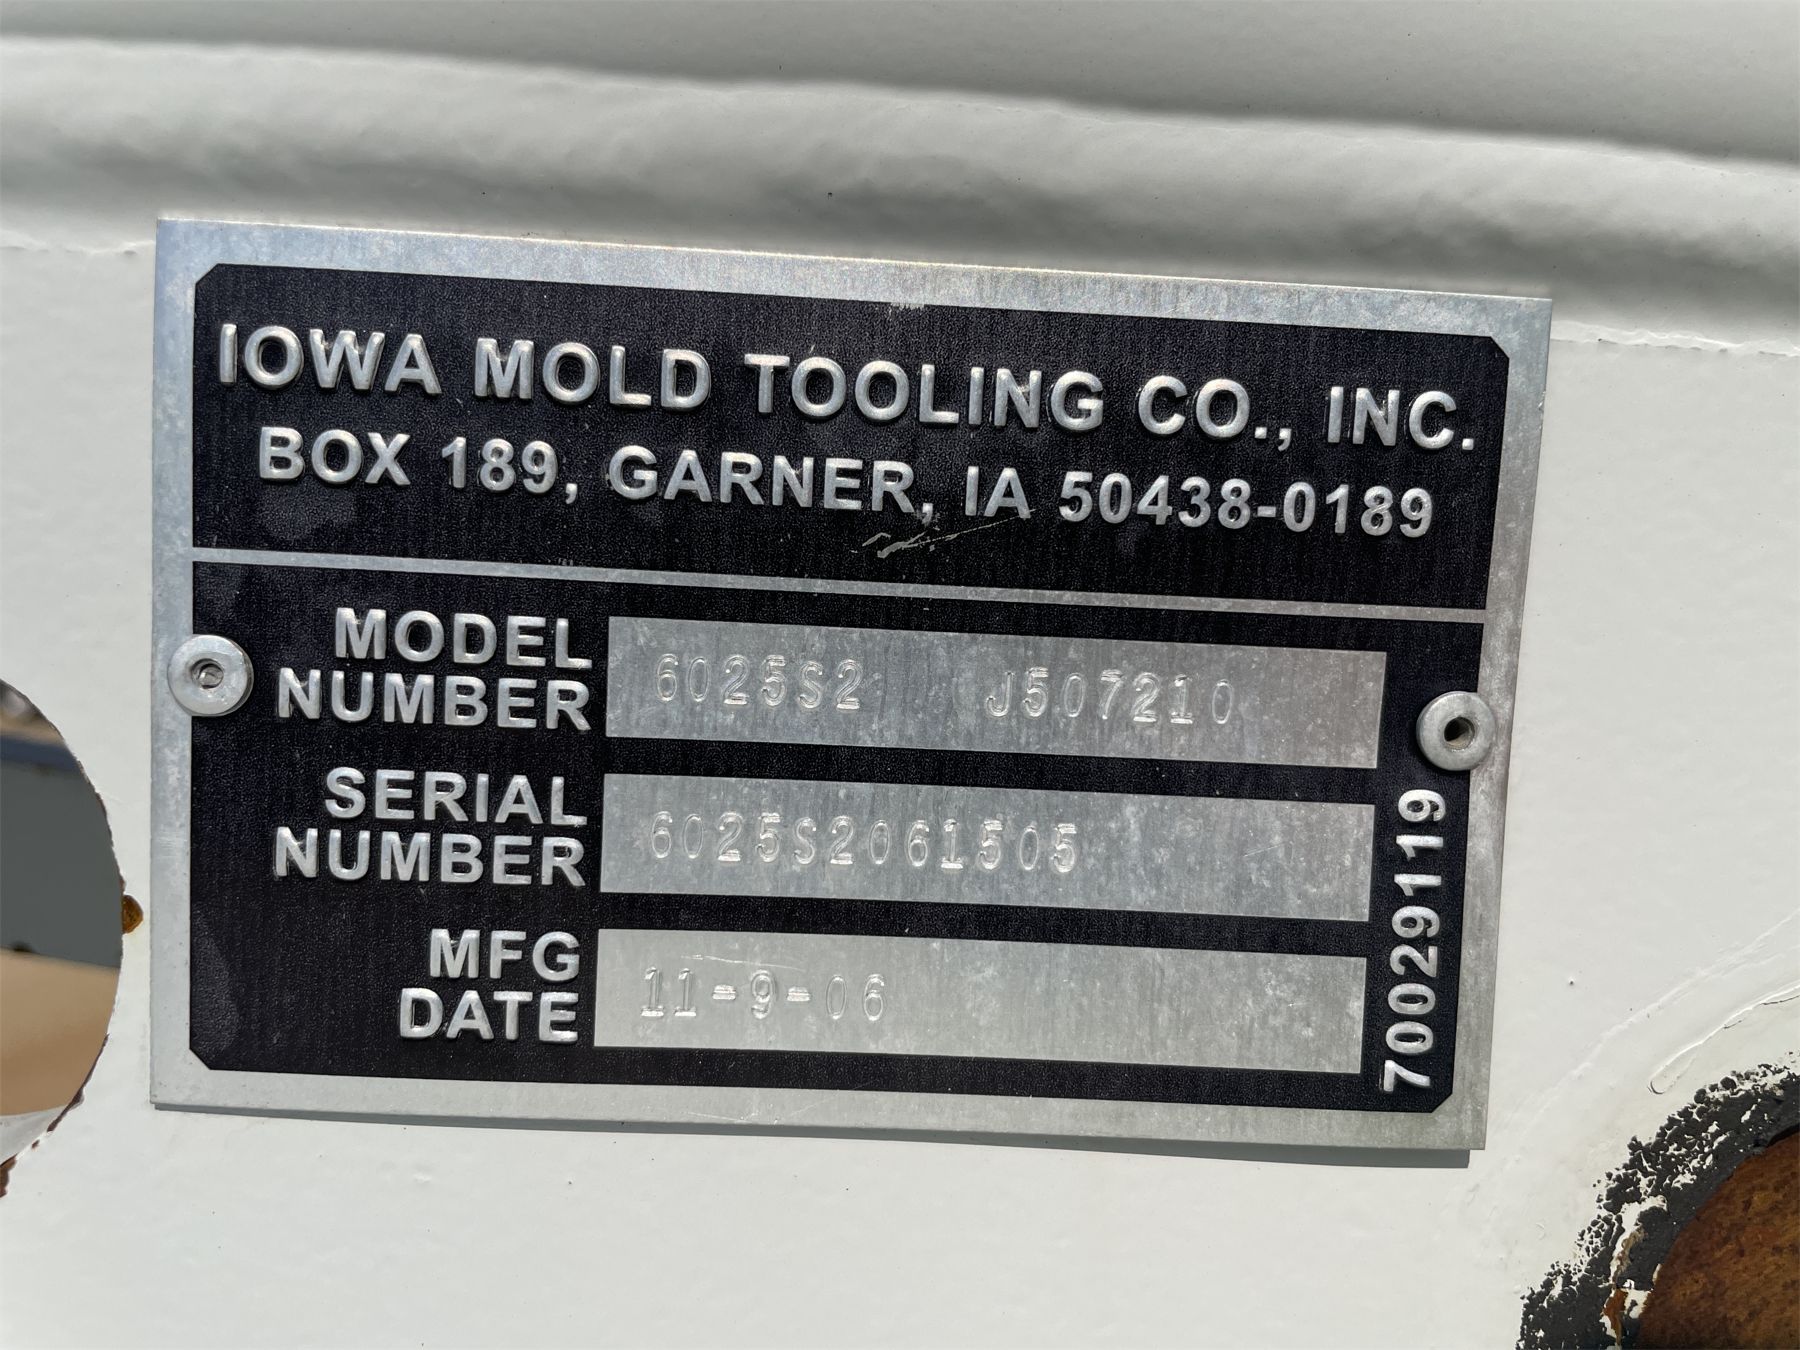 IOWA MOLD TOOLING CO., INC.
BOX 189, GARNER, IA 50438-0189
MODEL NUMBER
6025S2 J507210
SERIAL NUMBER
6025S2061505
MFG DATE
11-9-06
70029119